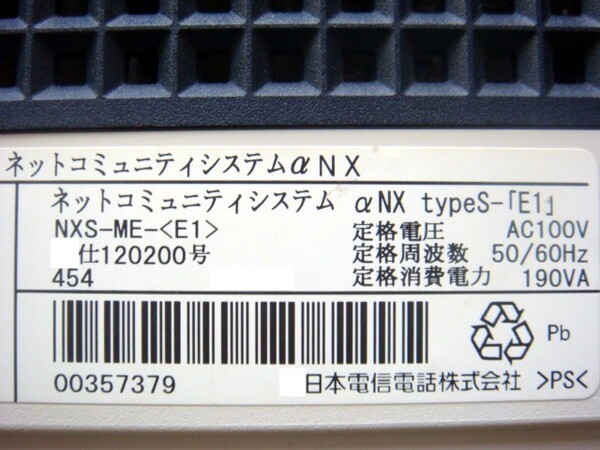 ネットコミュニティシステムαNX
ネットコミュニティシステム αNX typeS-「E1」
NXS-ME-<E1> 定格電圧 AC100V
仕120200号 定格周波数 50/60Hz
454 定格消費電力 190VA
Pb
00357379 日本電信電話株式会社 >PS<